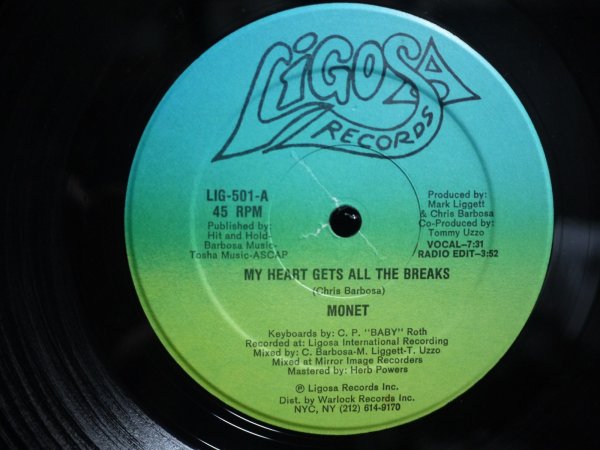 LiGOSA
RECORDS
LIG-501-A
45 RPM
Published by:
Hit and Hold-
Barbosa Music-
Tosha Music-ASCAP
Produced by:
Mark Liggett
& Chris Barbosa
Co-Produced by:
Tommy Uzzo
VOCAL-7:31
RADIO EDIT-3:52
MY HEART GETS ALL THE BREAKS
(Chris Barbosa)
MONET
Keyboards by: C. P. "BABY" Roth
Recorded at: Ligosa International Recording
Mixed by: C. Barbosa-M. Liggett-T. Uzzo
Mixed at Mirror Image Recorders
Mastered by: Herb Powers
℗ Ligosa Records Inc.
Dist. by Warlock Records Inc.
NYC, NY (212) 614-9170